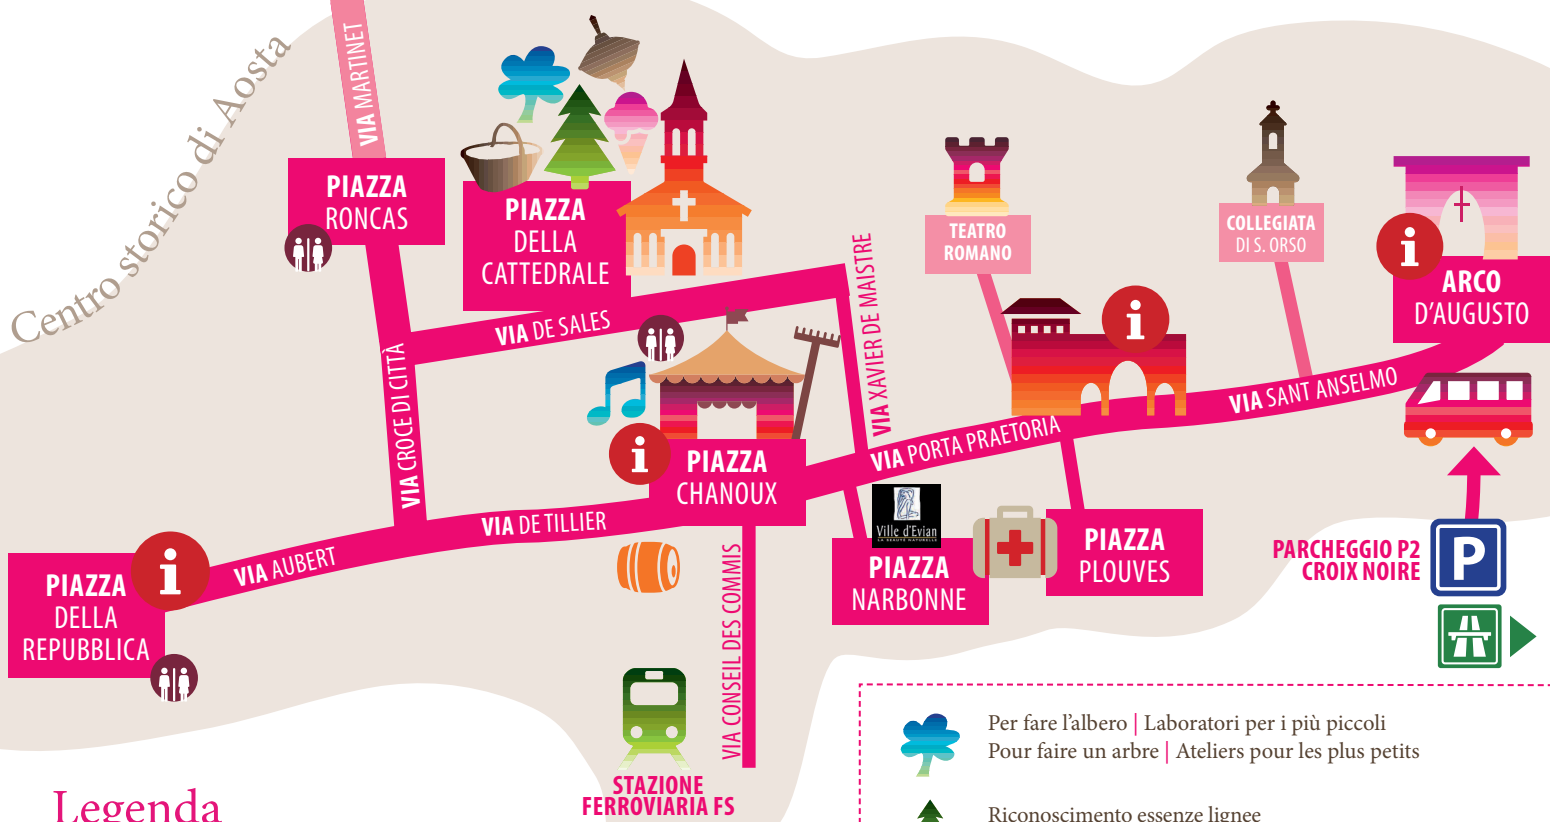 Centro storico di Aosta
VIA MARTINET
PIAZZA
RONCAS
PIAZZA
DELLA
CATTEDRALE
TEATRO
ROMANO
COLLEGIATA
DI S. ORSO
i
ARCO
D'AUGUSTO
VIA DE SALES
VIA XAVIER DE MAISTRE
i
VIA CROCE DI CITTÀ
VIA SANT ANSELMO
i
PIAZZA
CHANOUX
VIA PORTA PRAETORIA
VIA DE TILLIER
Ville d'Evian
PIAZZA
NARBONNE
PIAZZA
PLOUVES
PARCHEGGIO P2
CROIX NOIRE
P
i
PIAZZA
DELLA
REPUBBLICA
VIA AUBERT
VIA CONSEIL DES COMMIS
STAZIONE
FERROVIARIA FS
Legenda
Per fare l'albero | Laboratori per i più piccoli
Pour faire un arbre | Ateliers pour les plus petits
Riconoscimento essenze lignee